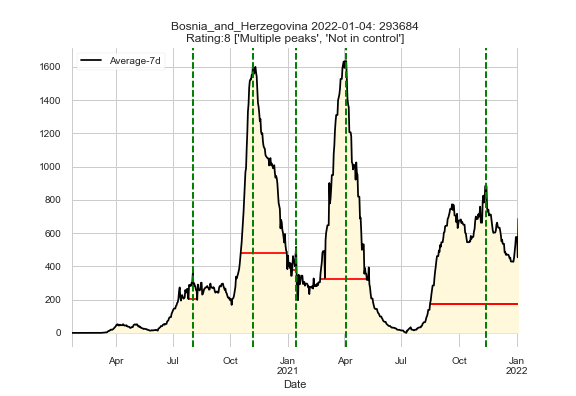 Bosnia_and_Herzegovina 2022-01-04: 293684
Rating:8 ['Multiple peaks', 'Not in control']
Average-7d
1600
1400
1200
1000
800
600
400
200
0
Apr Jul Oct Jan Apr Jul Oct Jan
2021 2022
Date